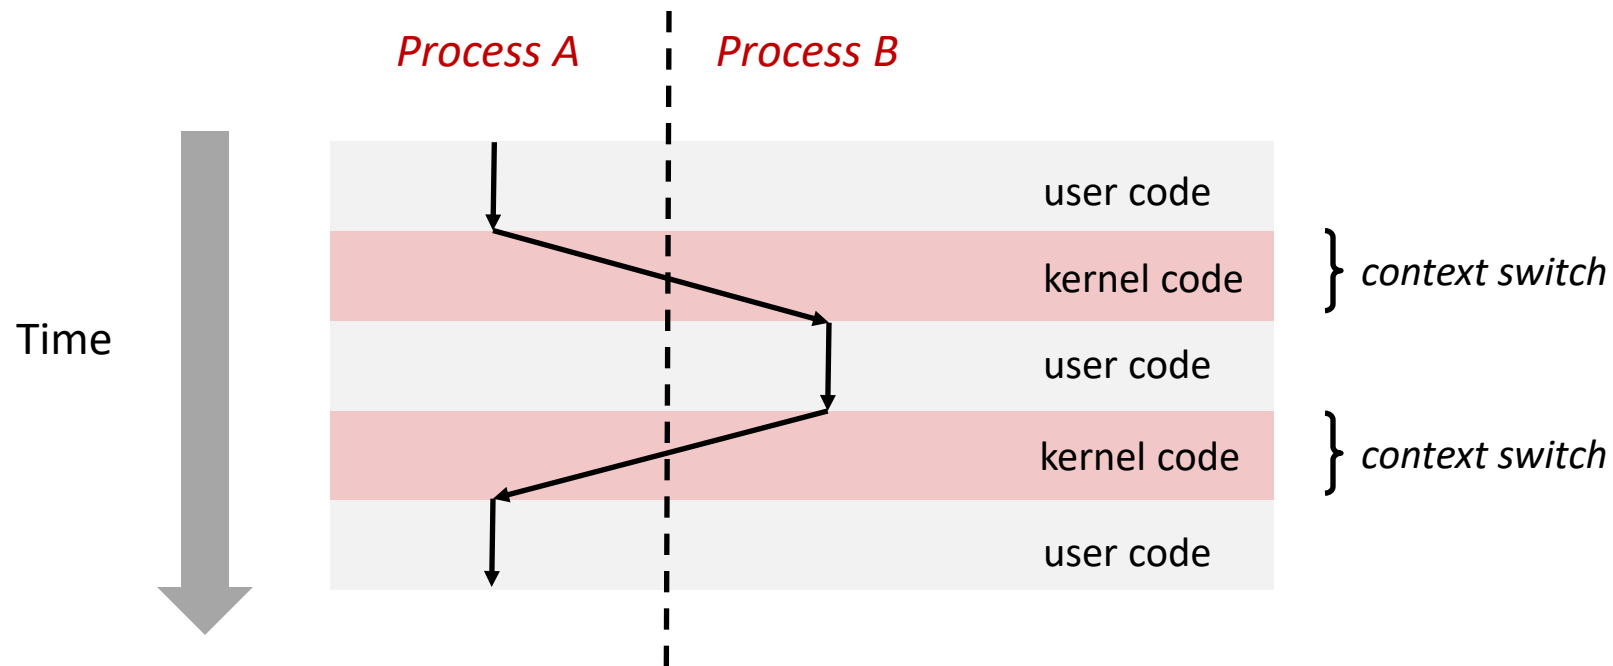 Process A
Process B
user code
kernel code
context switch
Time
user code
kernel code
context switch
user code